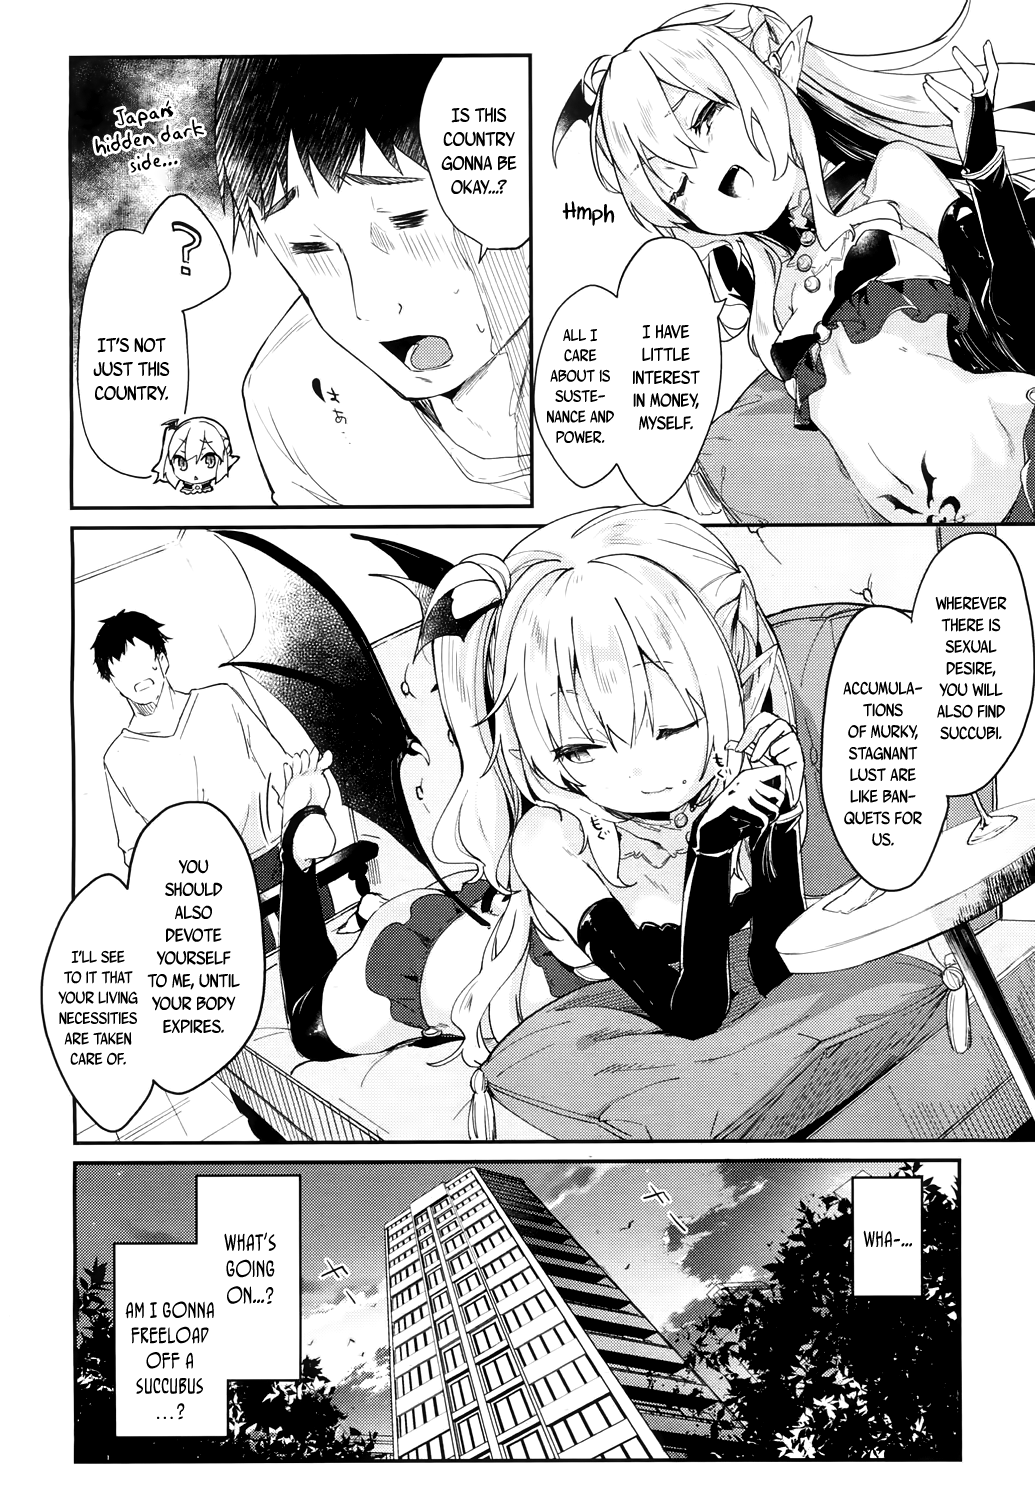 Hmph
I HAVE
LITTLE
INTEREST
IN MONEY,
MYSELF.
ALL I
CARE
ABOUT IS
SUSTE-
NANCE AND
POWER.
IS THIS
COUNTRY
GONNA BE
OKAY...?
Japan's
hidden dark
side...
?
IT'S NOT
JUST THIS
COUNTRY.
WHEREVER
THERE IS
SEXUAL
DESIRE,
YOU WILL
ALSO FIND
SUCCUBI.
ACCUMULA-
TIONS
OF MURKY,
STAGNANT
LUST ARE
LIKE BAN-
QUETS FOR
US.
YOU
SHOULD
ALSO
DEVOTE
YOURSELF
TO ME, UNTIL
YOUR BODY
EXPIRES.
I'LL SEE
TO IT THAT
YOUR LIVING
NECESSITIES
ARE TAKEN
CARE OF.
WHA-...
WHAT'S
GOING
ON...?
AM I GONNA
FREELOAD
OFF A
SUCCUBUS
...?